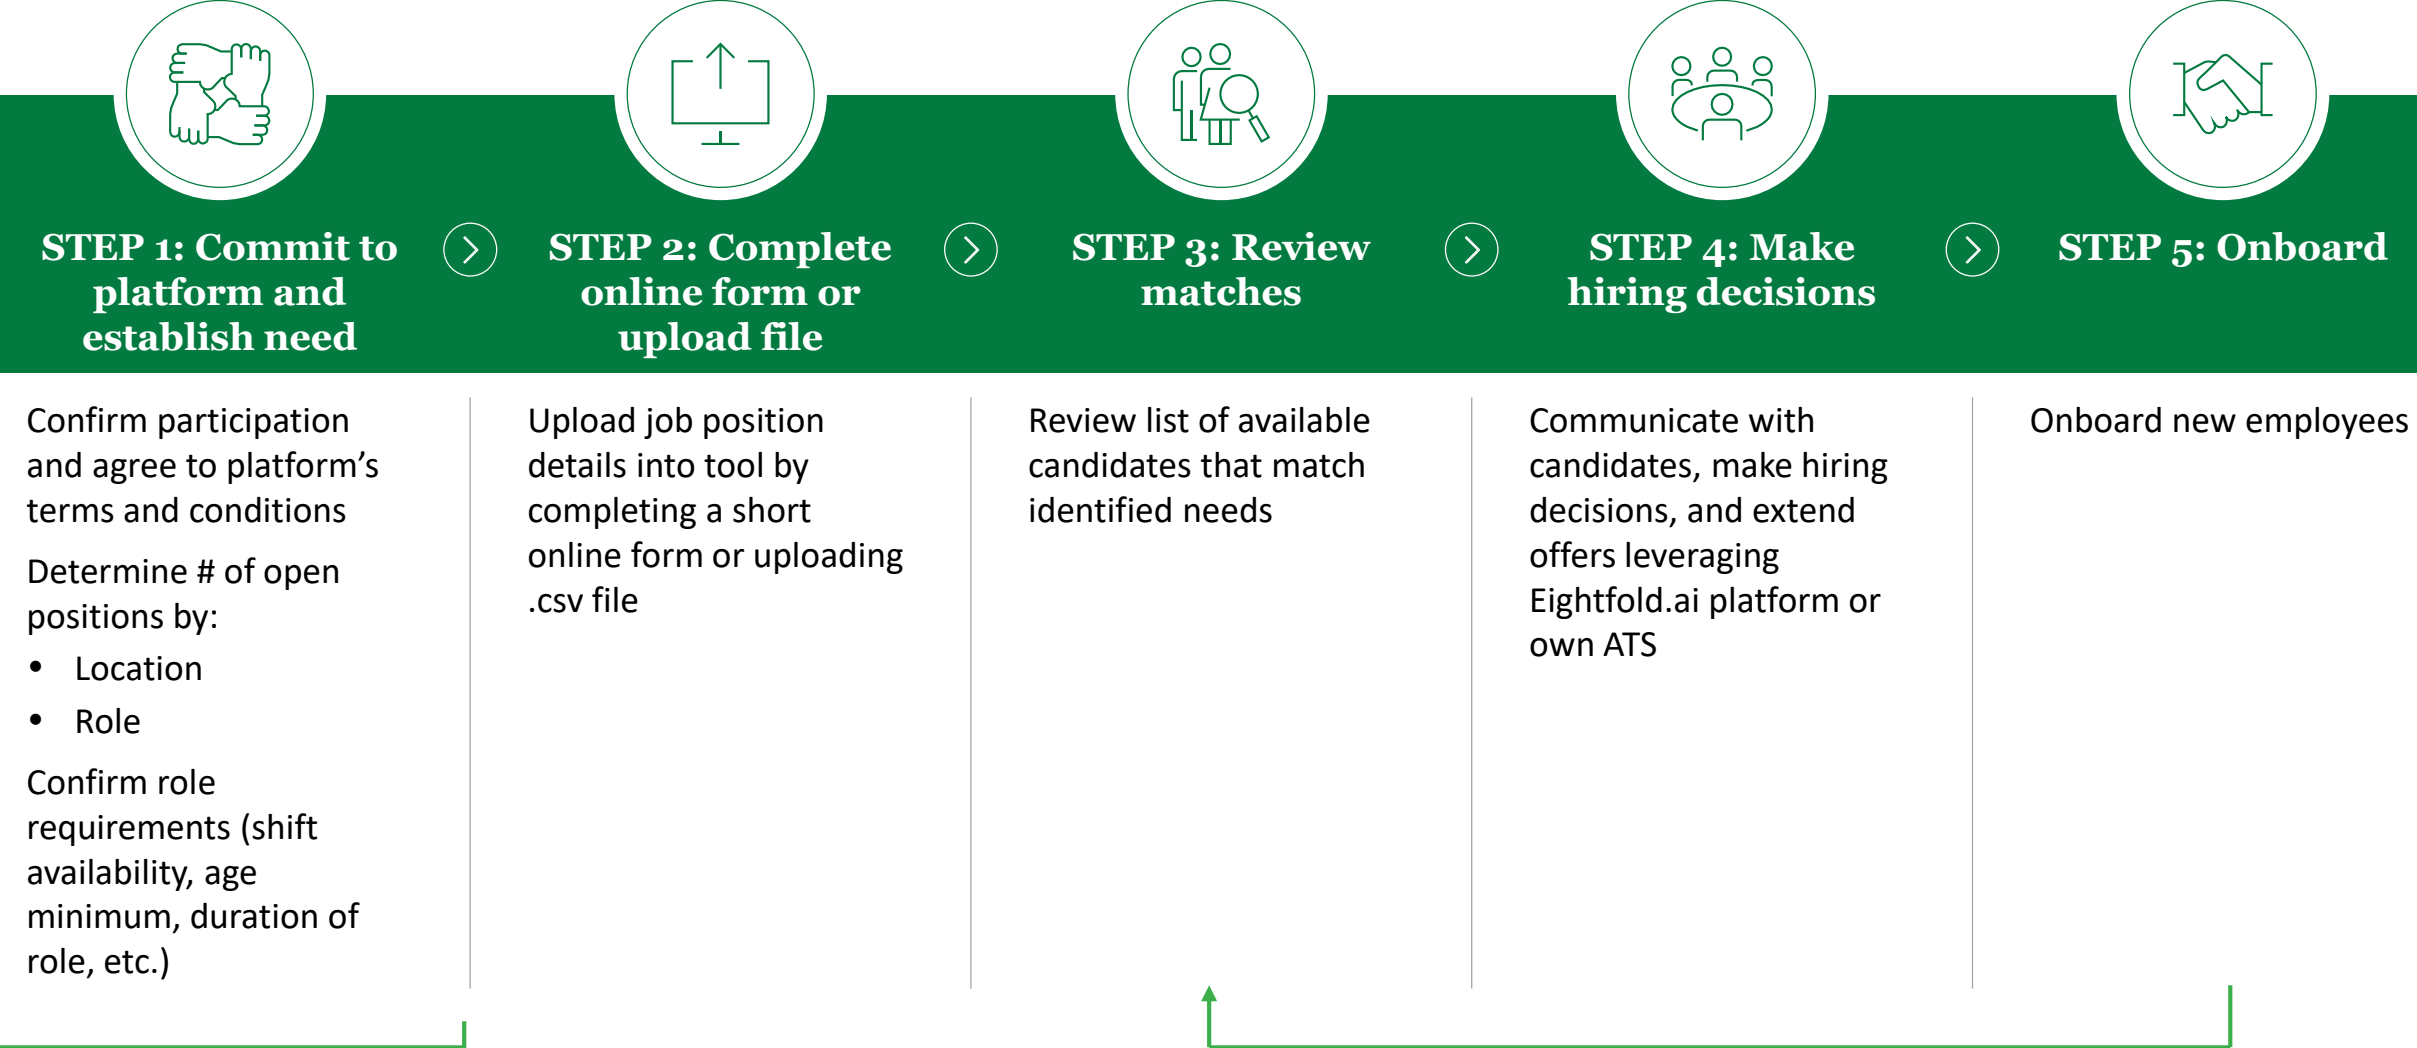 STEP 1: Commit to
platform and
establish need
STEP 2: Complete
online form or
upload file
STEP 3: Review
matches
STEP 4: Make
hiring decisions
STEP 5: Onboard
Confirm participation
and agree to platform’s
terms and conditions
Determine # of open
positions by:
• Location
• Role
Confirm role
requirements (shift
availability, age
minimum, duration of
role, etc.)
Upload job position
details into tool by
completing a short
online form or uploading
.csv file
Review list of available
candidates that match
identified needs
Communicate with
candidates, make hiring
decisions, and extend
offers leveraging
Eightfold.ai platform or
own ATS
Onboard new employees